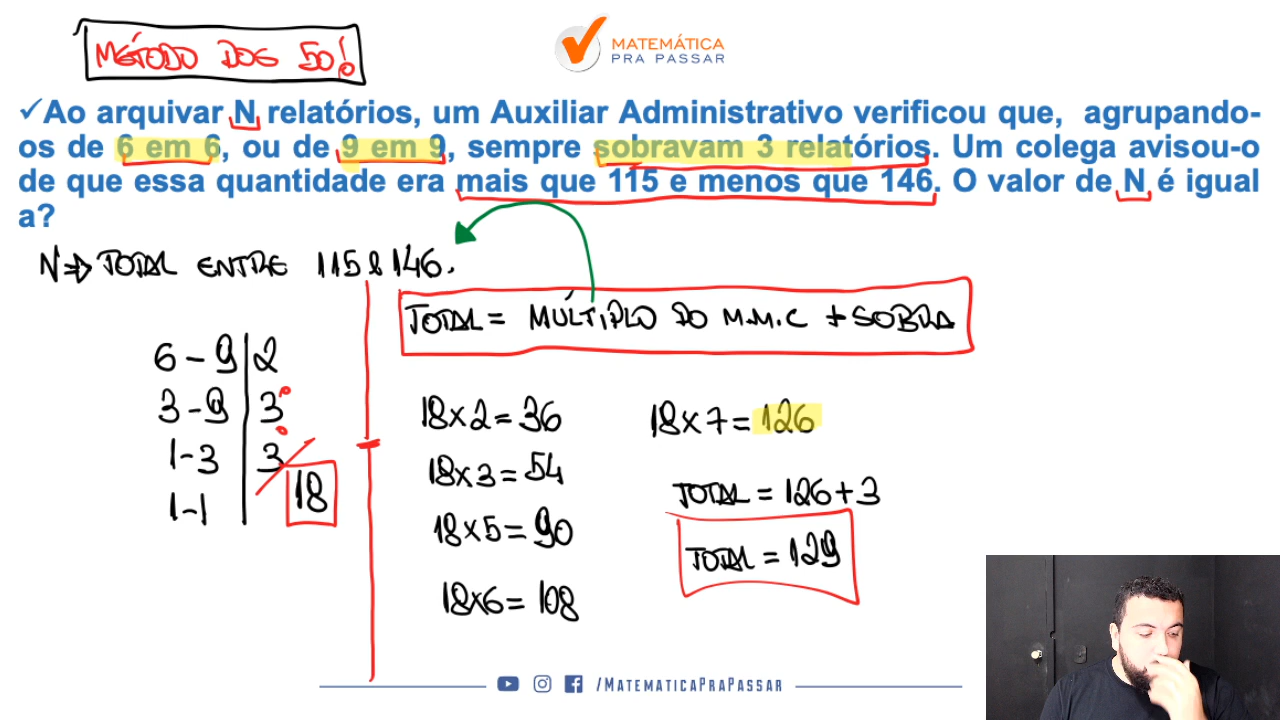 MÉTODO DOS 50!
MATEMÁTICA
PRA PASSAR
✓Ao arquivar N relatórios, um Auxiliar Administrativo verificou que, agrupando-
os de 6 em 6, ou de 9 em 9, sempre sobravam 3 relatórios. Um colega avisou-o
de que essa quantidade era mais que 115 e menos que 146. O valor de N é igual
a?
N⇒ TOTAL ENTRE 115 & 146.
TOTAL = MÚLTIPLO DO M.M.C + SOBRA
6 - 9 | 2
3 - 9 | 3
1 - 3 | 3
1 - 1 | 18
18x2=36
18x3=54
18x5=90
18x6=108
18x7=126
TOTAL = 126+3
TOTAL = 129
/MATEMATICAPRAPASSAR